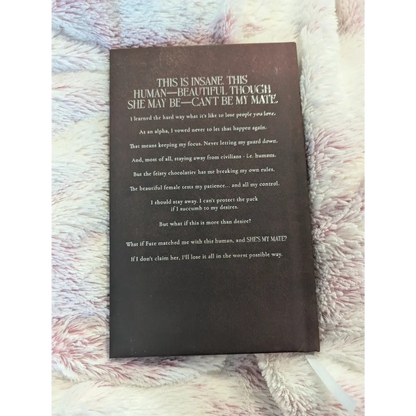 THIS IS INSANE. THIS
HUMAN—BEAUTIFUL THOUGH
SHE MAY BE—CAN'T BE MY MATE.
I learned the hard way what it's like to lose people you love.
As an alpha, I vowed never to let that happen again.
That means keeping my focus. Never letting my guard down.
And, most of all, staying away from civilians - i.e. humans.
But the feisty chocolatier has me breaking my own rules.
The beautiful female tests my patience... and all my control.
I should stay away. I can't protect the pack
if I succumb to my desires.
But what if this is more than desire?
What if Fate matched me with this human, and SHE'S MY MATE?
If I don't claim her, I'll lose it all in the worst possible way.